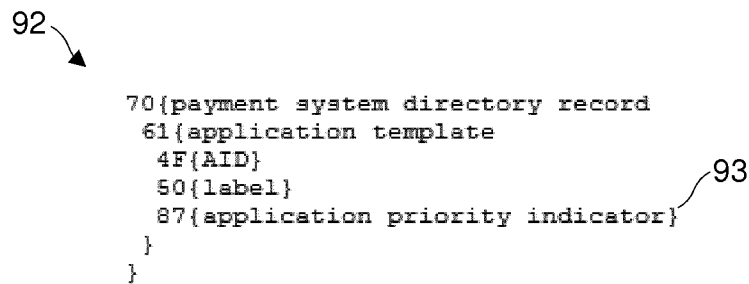 92
70{payment system directory record
61{application template
4F{AID}
50{label}
87{application priority indicator}
93
}
}